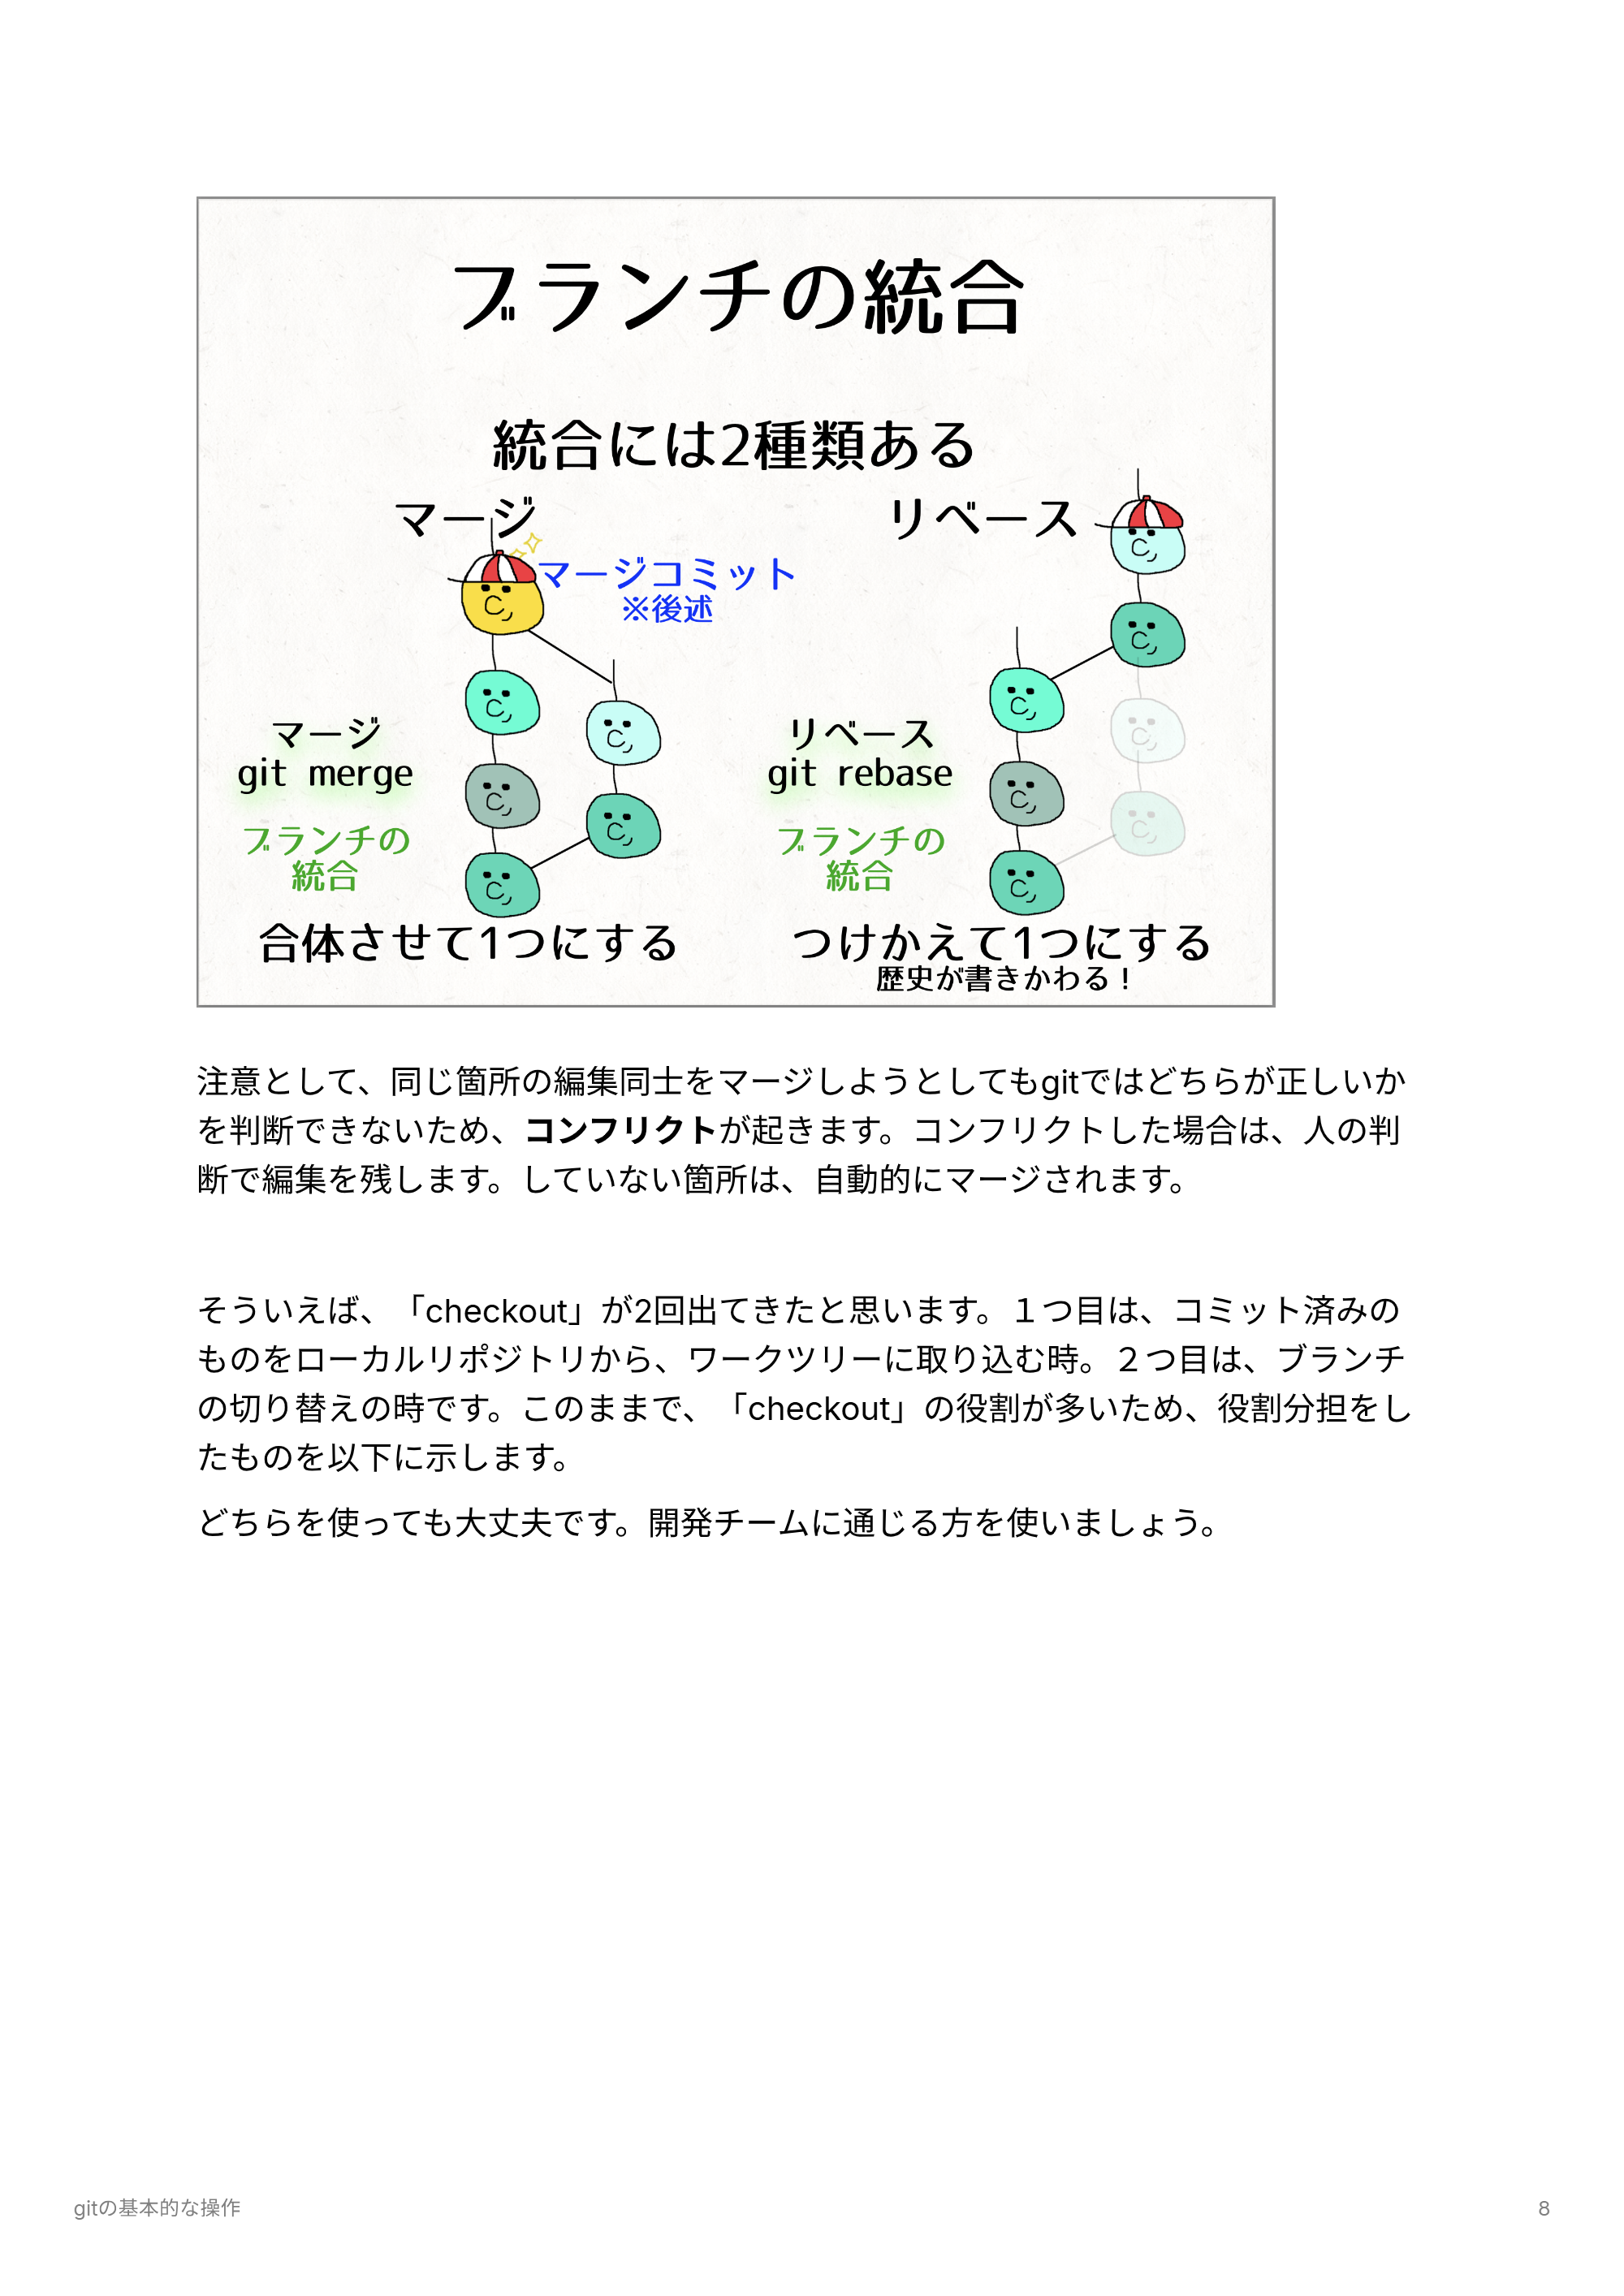 ブランチの統合
統合には2種類ある
マージ
マージコミット
※後述
マージ
git merge
ブランチの
統合
合体させて1つにする
リベース
リベース
git rebase
ブランチの
統合
つけかえて1つにする
歴史が書きかわる！
注意として、同じ箇所の編集同士をマージしようとしてもgitではどちらが正しいか
を判断できないため、コンフリクトが起きます。コンフリクトした場合は、人の判
断で編集を残します。していない箇所は、自動的にマージされます。
そういえば、「checkout」が2回出てきたと思います。１つ目は、コミット済みの
ものをローカルリポジトリから、ワークツリーに取り込む時。２つ目は、ブランチ
の切り替えの時です。このままで、「checkout」の役割が多いため、役割分担をし
たものを以下に示します。
どちらを使っても大丈夫です。開発チームに通じる方を使いましょう。
gitの基本的な操作
8